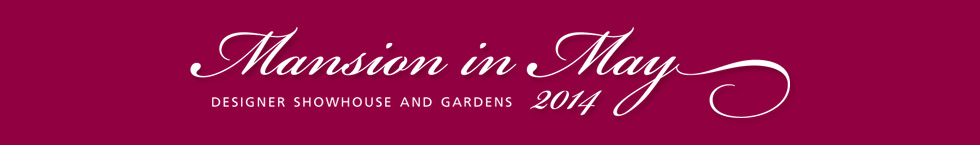 Mansion in May
DESIGNER SHOWHOUSE AND GARDENS 2014